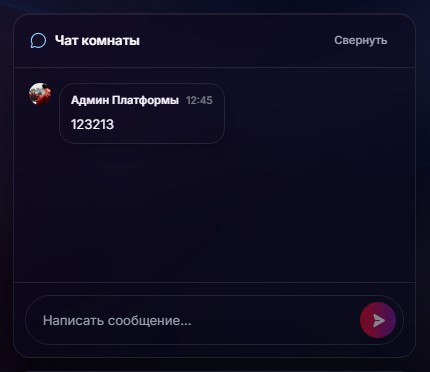 Чат комнаты
Свернуть
Админ Платформы 12:45
123213
Написать сообщение...